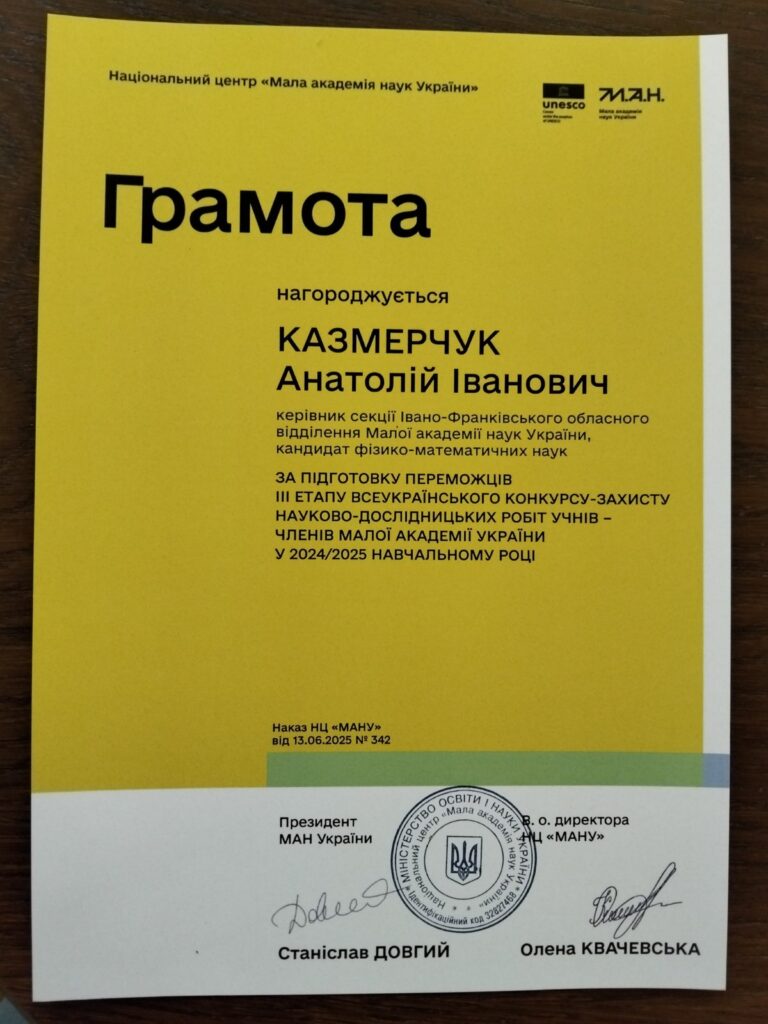 Національний центр «Мала академія наук України»
unesco
М.А.Н.
Мала академія
наук України
Грамота
нагороджується
КАЗМЕРЧУК
Анатолій Іванович
керівник секції Івано-Франківського обласного
відділення Малої академії наук України,
кандидат фізико-математичних наук
ЗА ПІДГОТОВКУ ПЕРЕМОЖЦІВ
ІІІ ЕТАПУ ВСЕУКРАЇНСЬКОГО КОНКУРСУ-ЗАХИСТУ
НАУКОВО-ДОСЛІДНИЦЬКИХ РОБІТ УЧНІВ –
ЧЛЕНІВ МАЛОЇ АКАДЕМІЇ УКРАЇНИ
У 2024/2025 НАВЧАЛЬНОМУ РОЦІ
Наказ НЦ «МАНУ»
від 13.06.2025 № 342
Президент
МАН України
МІНІСТЕРСТВО ОСВІТИ І НАУКИ УКРАЇНИ
Національний центр «Мала академія наук України»
Ідентифікаційний код 32827468
В. о. директора
НЦ «МАНУ»
Станіслав ДОВГИЙ
Олена КВАЧЕВСЬКА